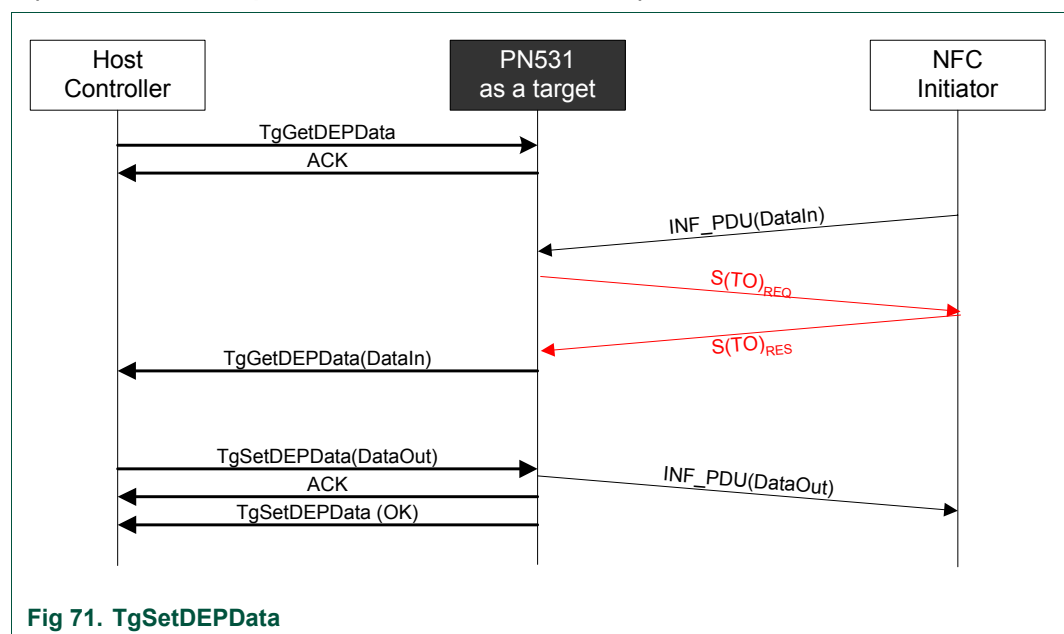 Host
Controller
PN531
as a target
NFC
Initiator
TgGetDEPData
ACK
INF_PDU(DataIn)
S(TO)REQ
S(TO)RES
TgGetDEPData(DataIn)
TgSetDEPData(DataOut)
INF_PDU(DataOut)
ACK
TgSetDEPData (OK)
Fig 71. TgSetDEPData